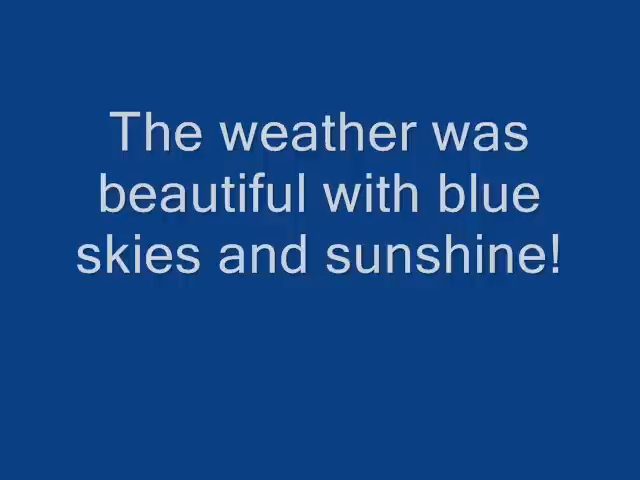 The weather was
beautiful with blue
skies and sunshine!